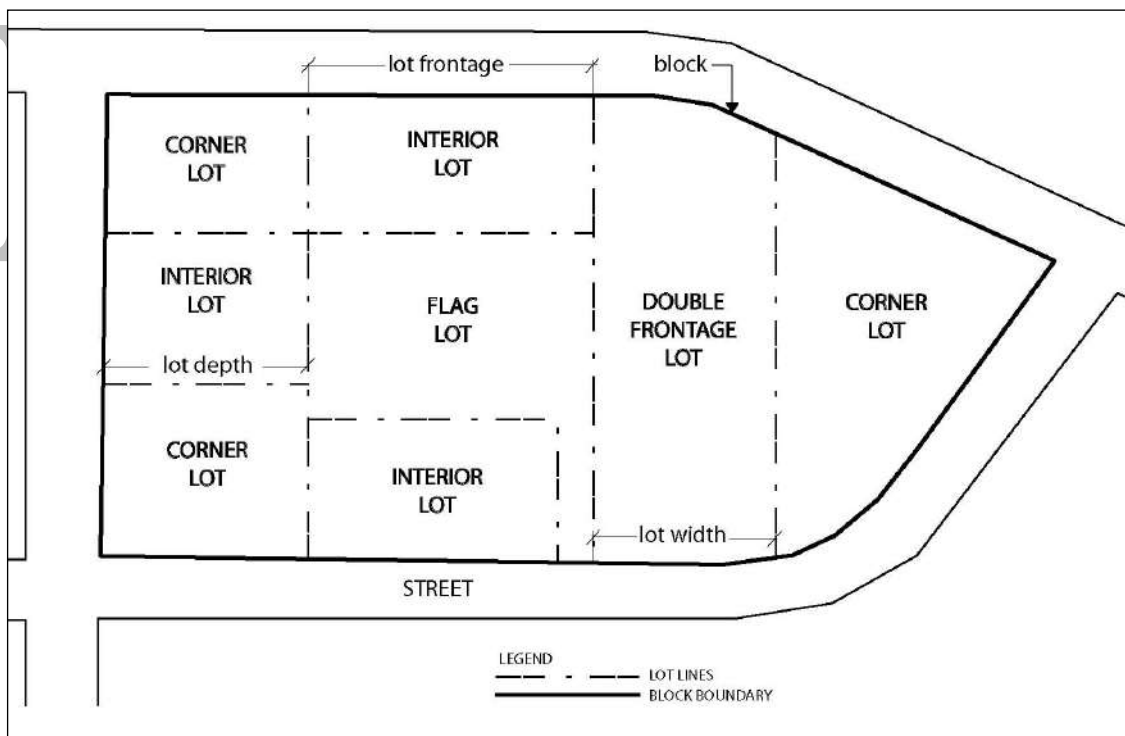 lot frontage
block
CORNER
LOT
INTERIOR
LOT
INTERIOR
LOT
FLAG
LOT
DOUBLE
FRONTAGE
LOT
CORNER
LOT
lot depth
CORNER
LOT
INTERIOR
LOT
lot width
STREET
LEGEND
LOT LINES
BLOCK BOUNDARY